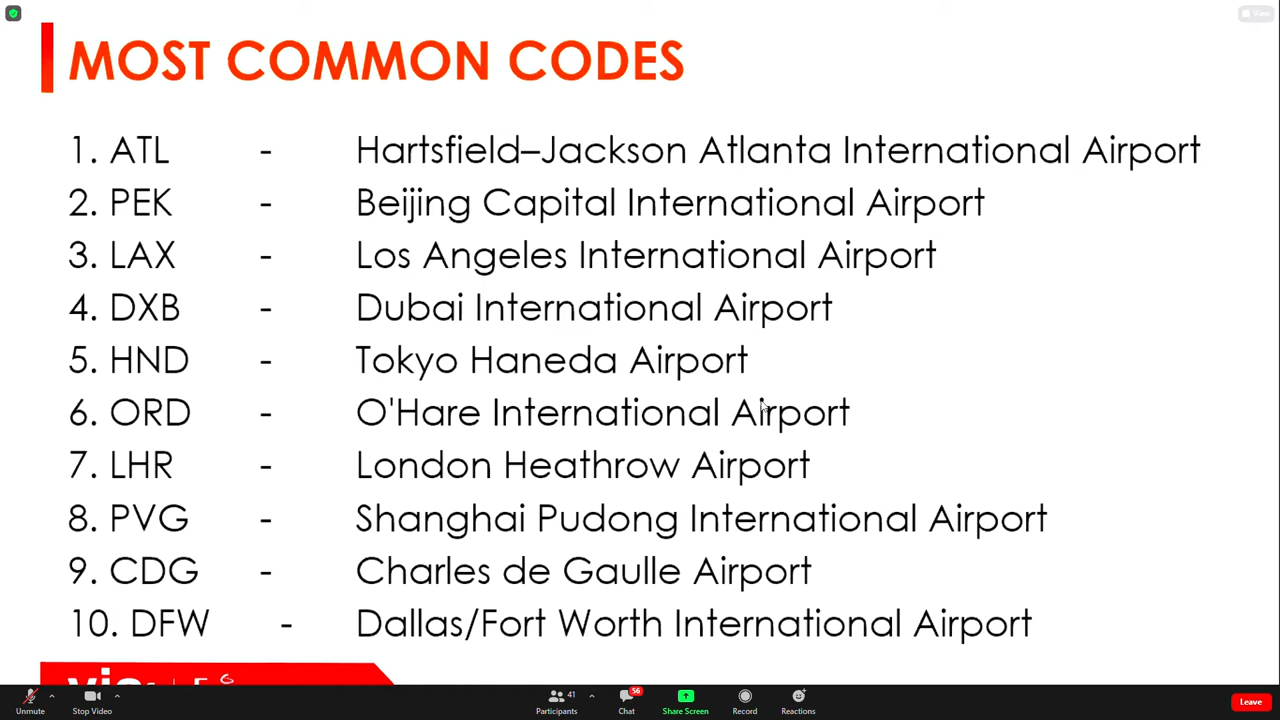 View
MOST COMMON CODES
1. ATL - Hartsfield–Jackson Atlanta International Airport
2. PEK - Beijing Capital International Airport
3. LAX - Los Angeles International Airport
4. DXB - Dubai International Airport
5. HND - Tokyo Haneda Airport
6. ORD - O'Hare International Airport
7. LHR - London Heathrow Airport
8. PVG - Shanghai Pudong International Airport
9. CDG - Charles de Gaulle Airport
10. DFW - Dallas/Fort Worth International Airport
41 56
Unmute Stop Video Participants Chat Share Screen Record Reactions Leave